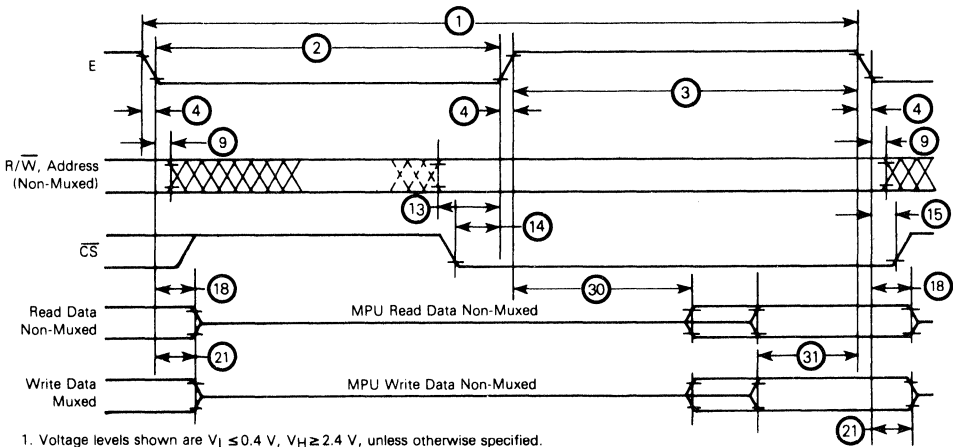 1
2
E
3
4
4
4
9
9
R/W̅, Address
(Non-Muxed)
13
14
15
C̅S̅
18
30
18
Read Data
Non-Muxed
MPU Read Data Non-Muxed
21
31
Write Data
Muxed
MPU Write Data Non-Muxed
21
1. Voltage levels shown are VL ≤ 0.4 V, VH ≥ 2.4 V, unless otherwise specified.